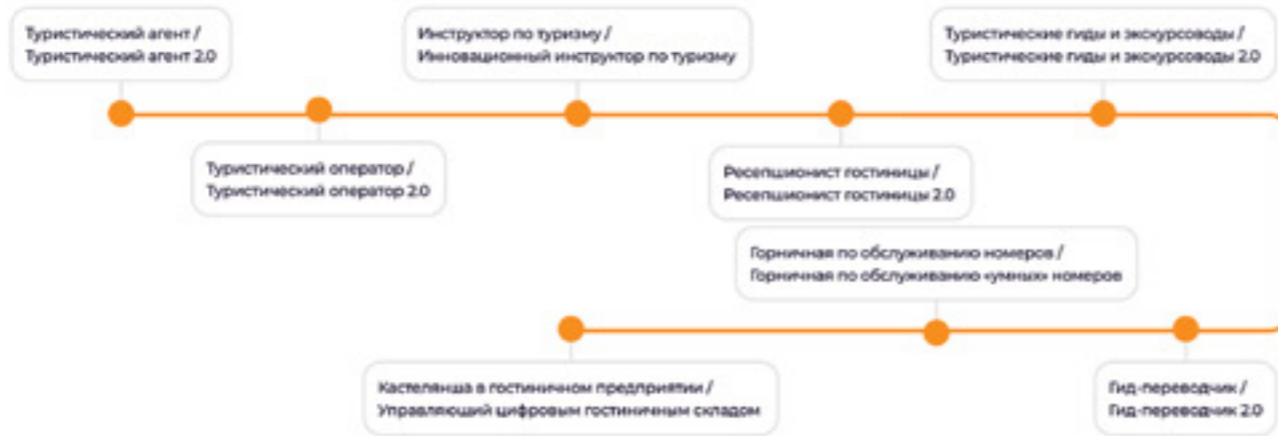 Туристический агент /
Туристический агент 2.0
Туристический оператор /
Туристический оператор 2.0
Инструктор по туризму /
Инновационный инструктор по туризму
Ресепшионист гостиницы /
Ресепшионист гостиницы 2.0
Туристические гиды и экскурсоводы /
Туристические гиды и экскурсоводы 2.0
Гид-переводчик /
Гид-переводчик 2.0
Горничная по обслуживанию номеров /
Горничная по обслуживанию «умных» номеров
Кастелянша в гостиничном предприятии /
Управляющий цифровым гостиничным складом